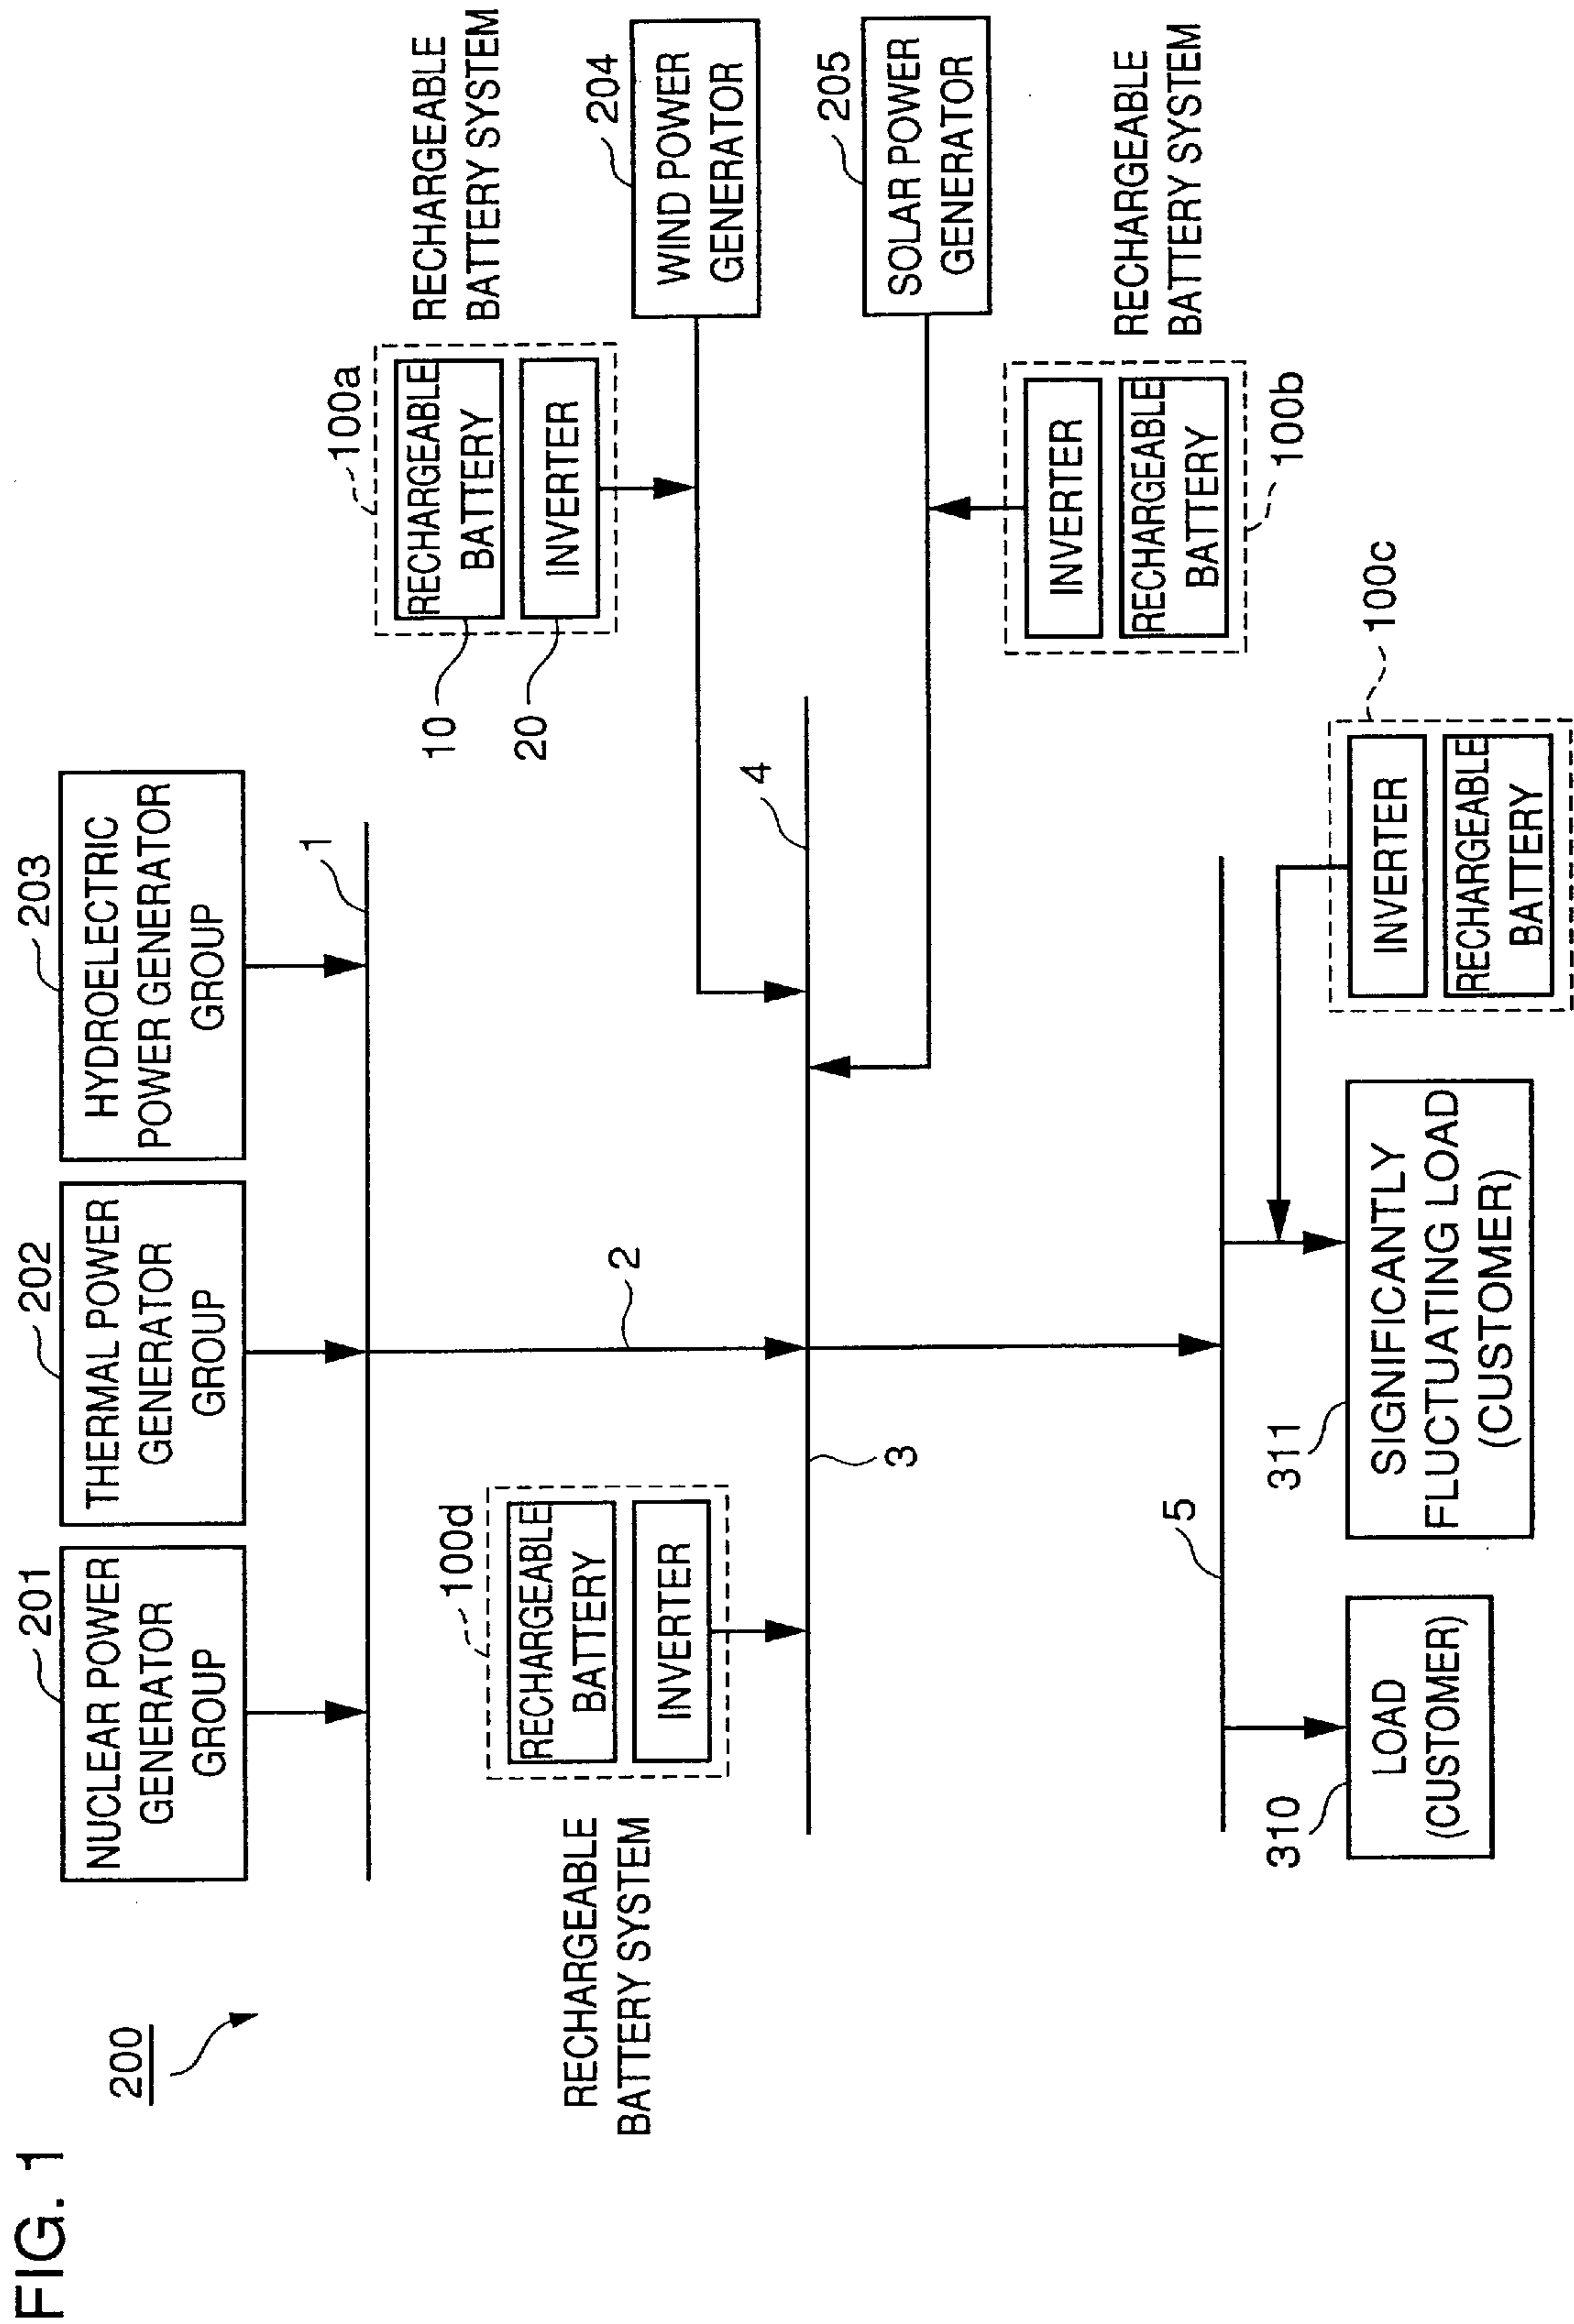 FIG. 1
200
201
NUCLEAR POWER
GENERATOR
GROUP
202
THERMAL POWER
GENERATOR
GROUP
203
HYDROELECTRIC
POWER GENERATOR
GROUP
1
100a
RECHARGEABLE
BATTERY
INVERTER
10
20
RECHARGEABLE
BATTERY SYSTEM
204
WIND POWER
GENERATOR
205
SOLAR POWER
GENERATOR
RECHARGEABLE
BATTERY SYSTEM
INVERTER
RECHARGEABLE
BATTERY
100b
RECHARGEABLE
BATTERY SYSTEM
100d
RECHARGEABLE
BATTERY
INVERTER
2
3
4
5
310
LOAD
(CUSTOMER)
311
SIGNIFICANTLY
FLUCTUATING LOAD
(CUSTOMER)
100c
INVERTER
RECHARGEABLE
BATTERY